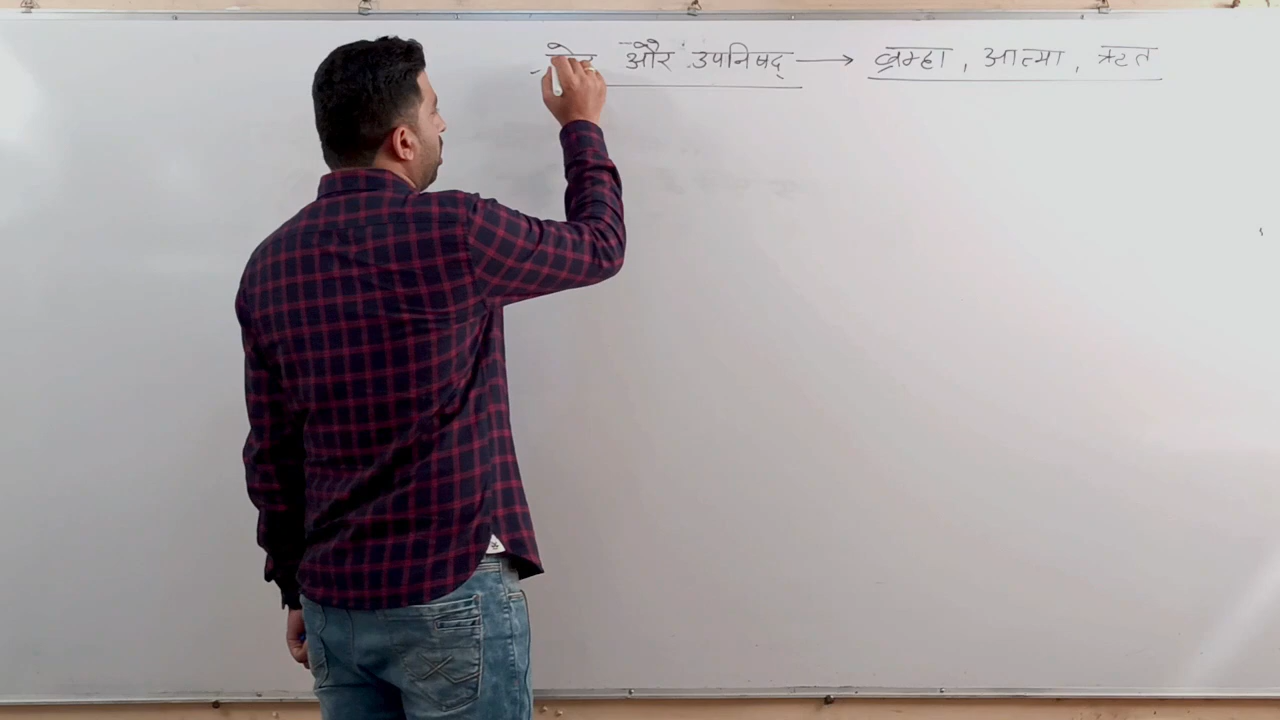 और उपनिषद् → ब्रम्हा, आत्मा, ऋत